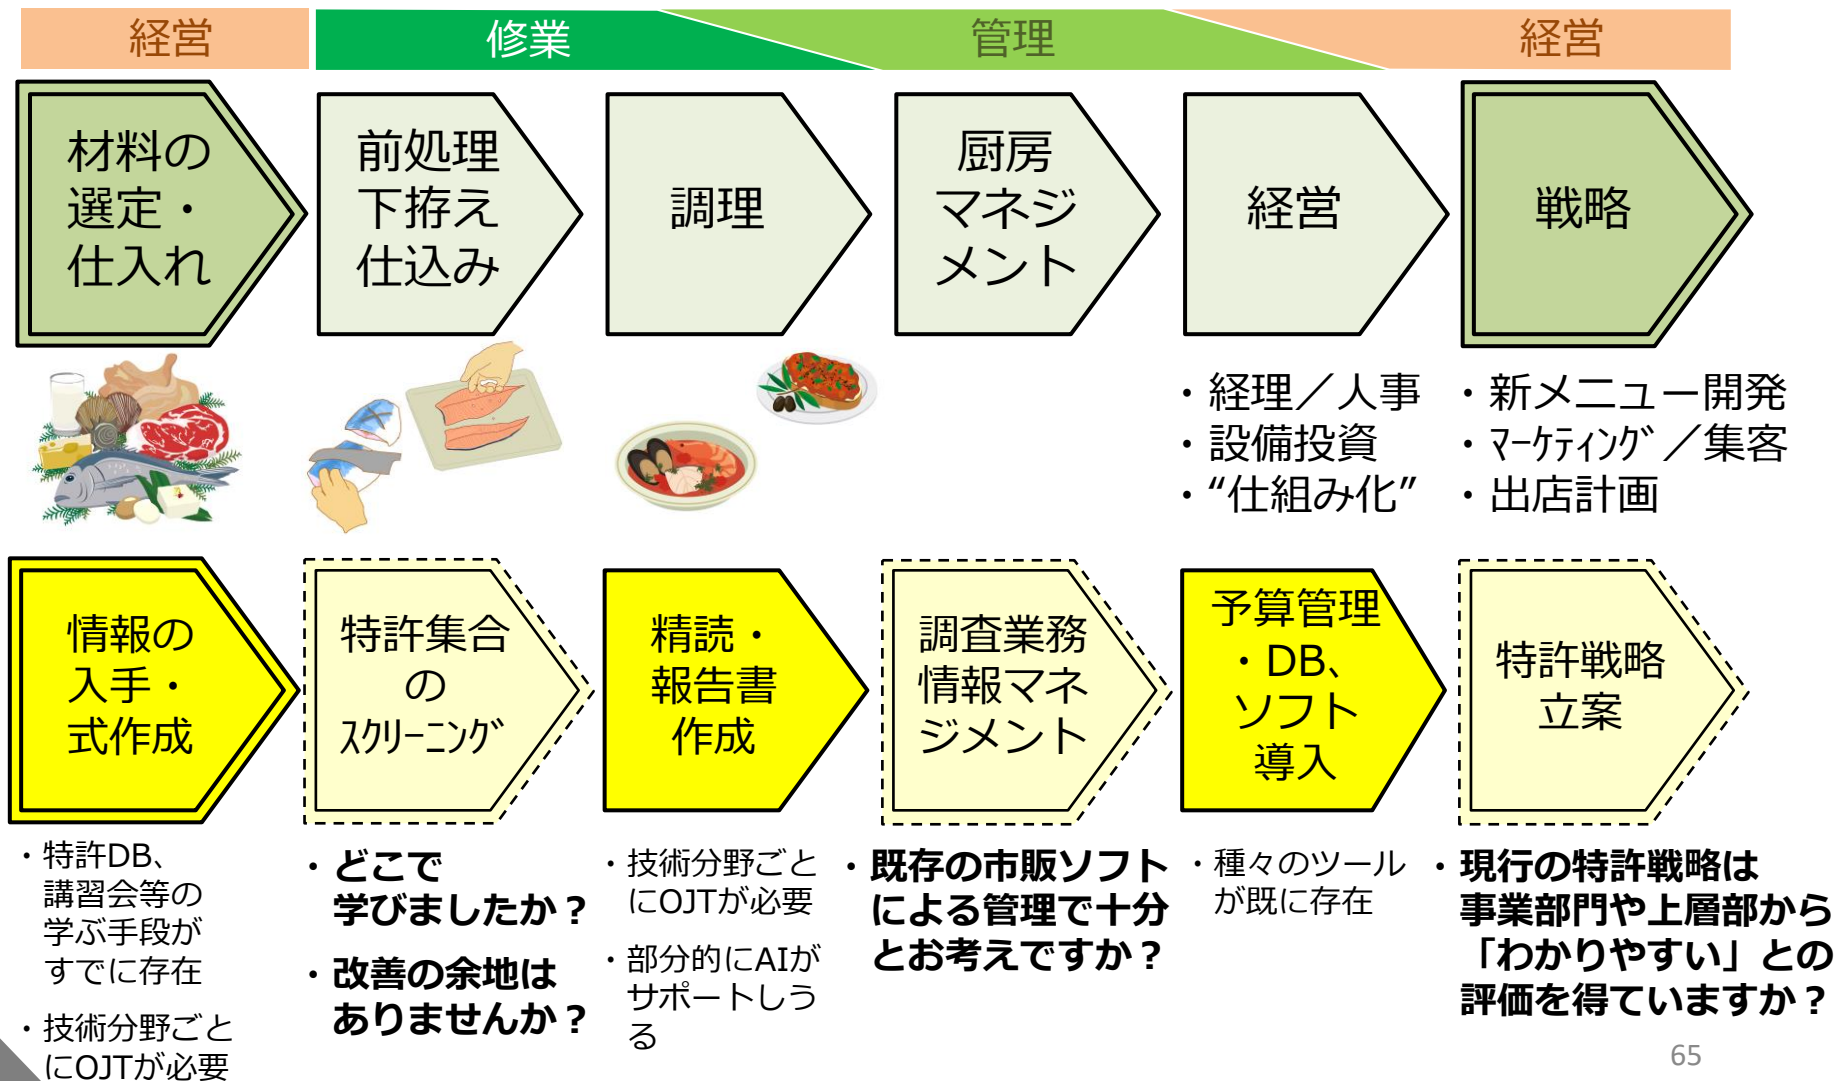 経営
修業
管理
経営
材料の
選定・
仕入れ
前処理
下拵え
仕込み
調理
厨房
マネジ
メント
経営
戦略
・経理／人事
・設備投資
・“仕組み化”
・新メニュー開発
・ﾏｰｹﾃｨﾝｸﾞ／集客
・出店計画
情報の
入手・
式作成
特許集合
の
ｽｸﾘｰﾆﾝｸﾞ
精読・
報告書
作成
調査業務
情報マネ
ジメント
予算管理
・DB、
ソフト
導入
特許戦略
立案
・特許DB、
講習会等の
学ぶ手段が
すでに存在
・技術分野ごと
にOJTが必要
・どこで
学びましたか？
・改善の余地は
ありませんか？
・技術分野ごと
にOJTが必要
・部分的にAIが
サポートしう
る
・既存の市販ソフト
による管理で十分
とお考えですか？
・種々のツール
が既に存在
・現行の特許戦略は
事業部門や上層部から
「わかりやすい」との
評価を得ていますか？
65